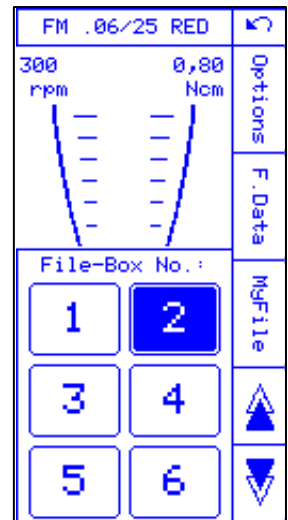 FM .06/25 RED
300 0,80
rpm Ncm
File-Box No.:
1 2
3 4
5 6
Options
F.Data
MyFile